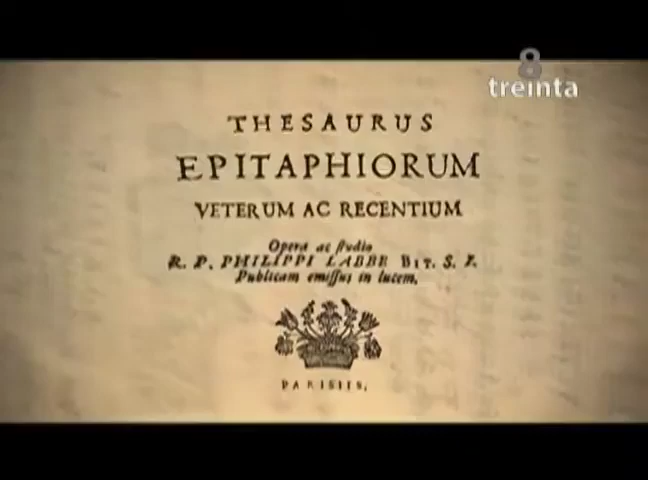 8
treinta
THESAURUS
EPITAPHIORUM
VETERUM AC RECENTIUM
Opera ac ſtudio
R. P. PHILIPPI LABBE BIT. S. J.
Publicam emiſſus in lucem,
PARISIIS,